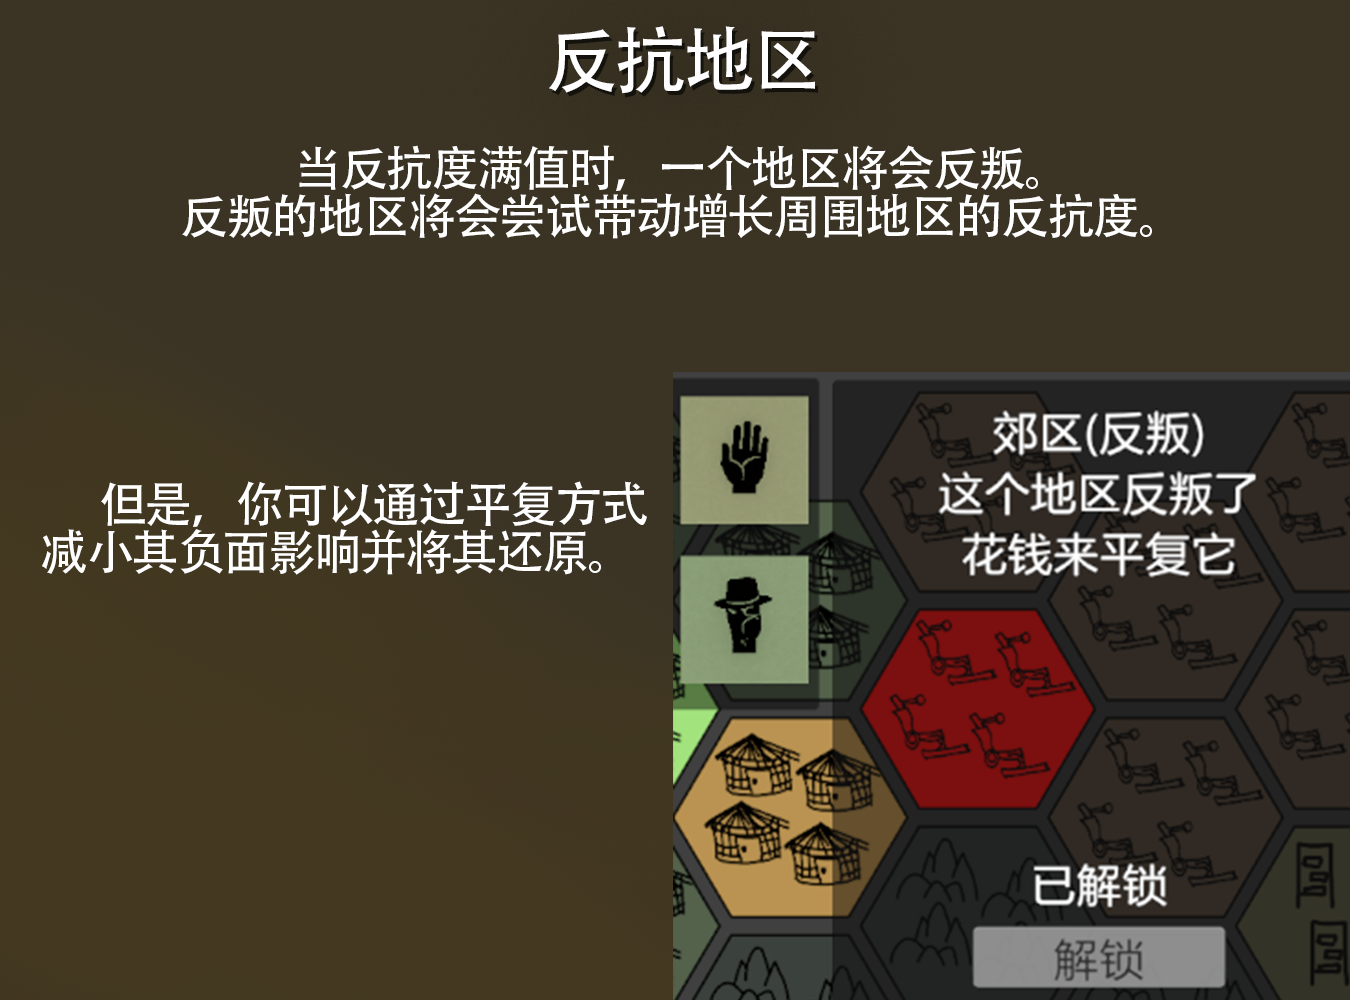 反抗地区
当反抗度满值时，一个地区将会反叛。
反叛的地区将会尝试带动增长周围地区的反抗度。
但是，你可以通过平复方式
减小其负面影响并将其还原。
郊区(反叛)
这个地区反叛了
花钱来平复它
已解锁
解锁